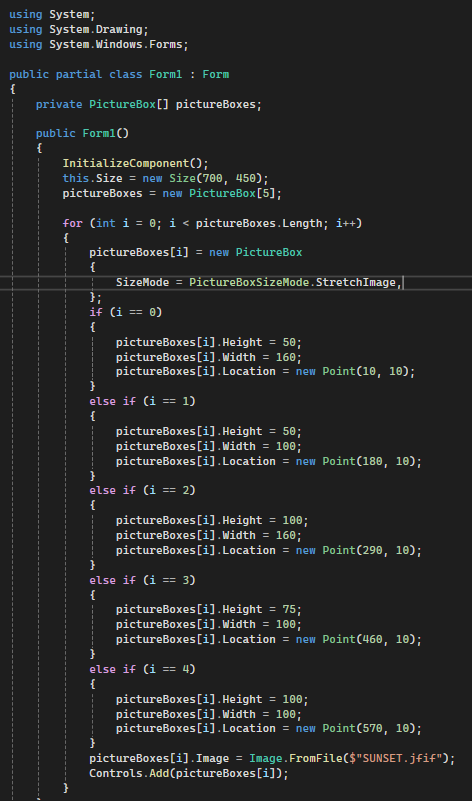 using System;
using System.Drawing;
using System.Windows.Forms;

public partial class Form1 : Form
{
    private PictureBox[] pictureBoxes;

    public Form1()
    {
        InitializeComponent();
        this.Size = new Size(700, 450);
        pictureBoxes = new PictureBox[5];

        for (int i = 0; i < pictureBoxes.Length; i++)
        {
            pictureBoxes[i] = new PictureBox
            {
                SizeMode = PictureBoxSizeMode.StretchImage,
            };
            if (i == 0)
            {
                pictureBoxes[i].Height = 50;
                pictureBoxes[i].Width = 160;
                pictureBoxes[i].Location = new Point(10, 10);
            }
            else if (i == 1)
            {
                pictureBoxes[i].Height = 50;
                pictureBoxes[i].Width = 100;
                pictureBoxes[i].Location = new Point(180, 10);
            }
            else if (i == 2)
            {
                pictureBoxes[i].Height = 100;
                pictureBoxes[i].Width = 160;
                pictureBoxes[i].Location = new Point(290, 10);
            }
            else if (i == 3)
            {
                pictureBoxes[i].Height = 75;
                pictureBoxes[i].Width = 100;
                pictureBoxes[i].Location = new Point(460, 10);
            }
            else if (i == 4)
            {
                pictureBoxes[i].Height = 100;
                pictureBoxes[i].Width = 100;
                pictureBoxes[i].Location = new Point(570, 10);
            }
            pictureBoxes[i].Image = Image.FromFile($"SUNSET.jfif");
            Controls.Add(pictureBoxes[i]);
        }